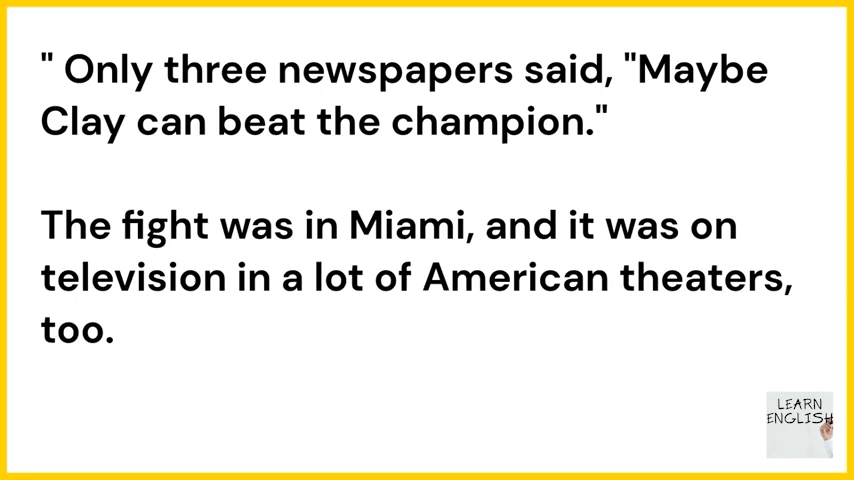 " Only three newspapers said, "Maybe
Clay can beat the champion."
The fight was in Miami, and it was on
television in a lot of American theaters,
too.
LEARN
ENGLISH